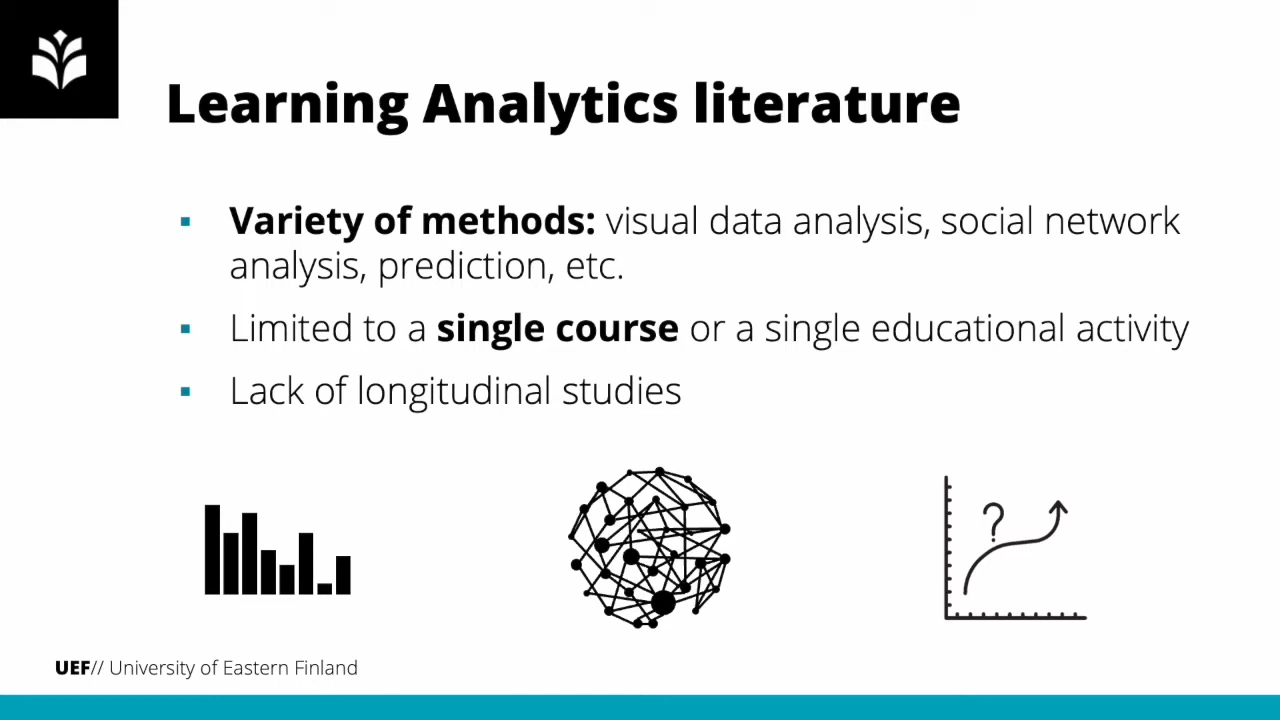 Learning Analytics literature
▪ Variety of methods: visual data analysis, social network
analysis, prediction, etc.
▪ Limited to a single course or a single educational activity
▪ Lack of longitudinal studies
?
UEF// University of Eastern Finland